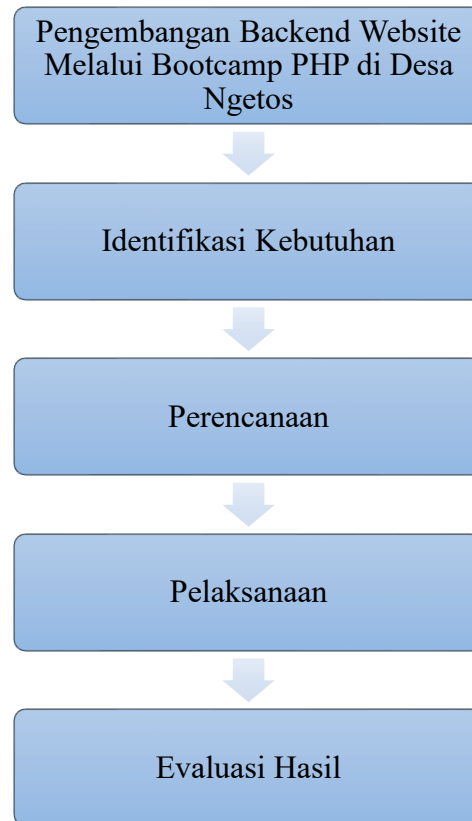 Pengembangan Backend Website
Melalui Bootcamp PHP di Desa
Ngetos
Identifikasi Kebutuhan
Perencanaan
Pelaksanaan
Evaluasi Hasil